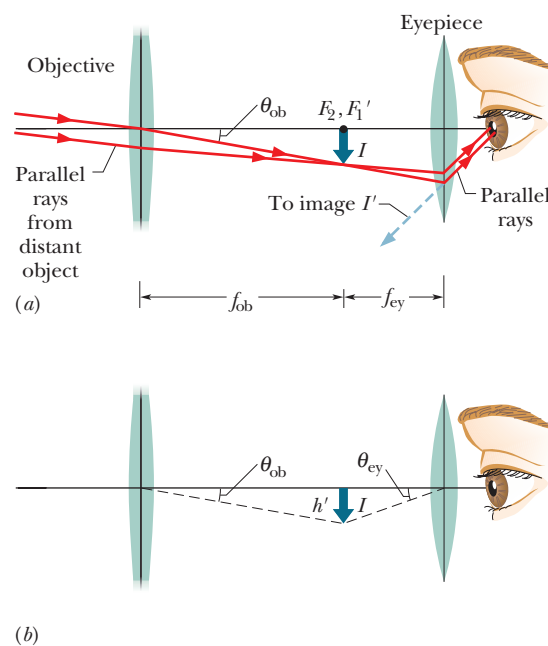 Eyepiece
Objective
θob
F2, F1′
I
Parallel
rays
from
distant
object
To image I′
Parallel
rays
(a)
fob
fey
θob
θey
h′
I
(b)